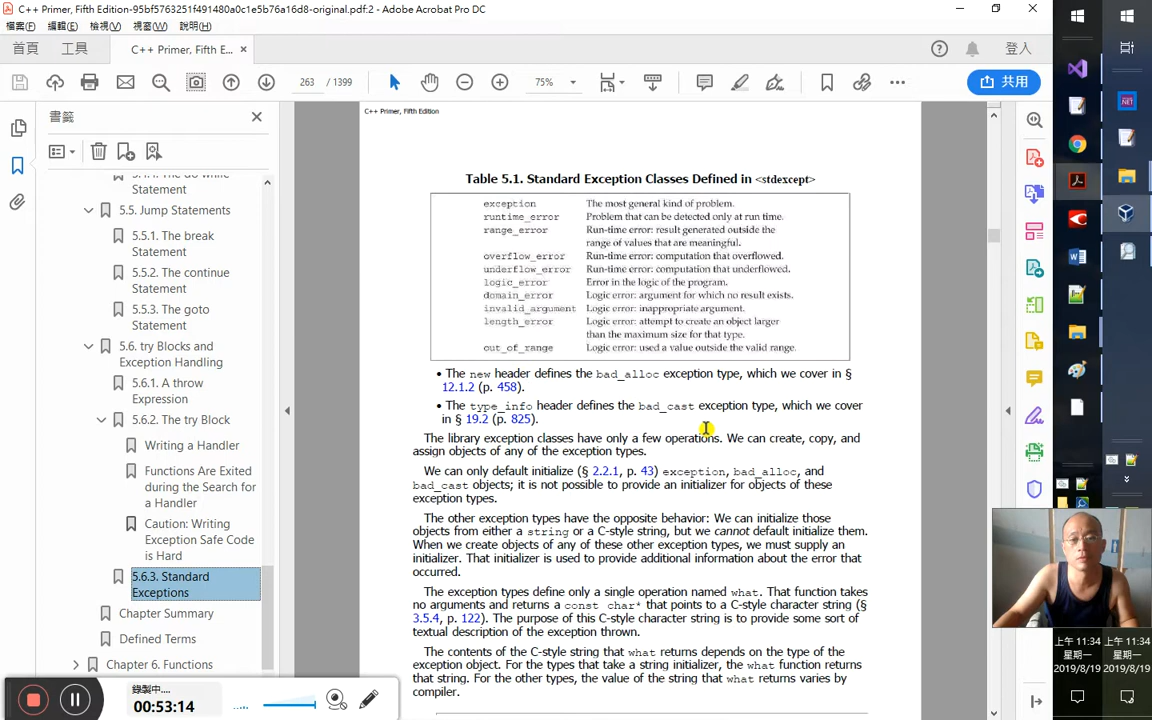 C++ Primer, Fifth Edition-95bf5736971ab481950a0c1e5b76a16d8-original.pdf:2 - Adobe Acrobat Pro DC
檔案(F) 編輯(E) 檢視(V) 視窗(W) 說明(H)
首頁 工具 C++ Primer, Fifth E... × 登入
263 / 1399 75% 共用
書籤
5.4.4. The do while
Statement
5.5. Jump Statements
5.5.1. The break
Statement
5.5.2. The continue
Statement
5.5.3. The goto
Statement
5.6. try Blocks and
Exception Handling
5.6.1. A throw
Expression
5.6.2. The try Block
Writing a Handler
Functions Are Exited
during the Search for
a Handler
Caution: Writing
Exception Safe Code
is Hard
5.6.3. Standard
Exceptions
Chapter Summary
Defined Terms
Chapter 6. Functions
C++ Primer, Fifth Edition
Table 5.1. Standard Exception Classes Defined in <stdexcept>
exception The most general kind of problem.
runtime_error Problem that can be detected only at run time.
range_error Run-time error: result generated outside the
range of values that are meaningful.
overflow_error Run-time error: computation that overflowed.
underflow_error Run-time error: computation that underflowed.
logic_error Error in the logic of the program.
domain_error Logic error: argument for which no result exists.
invalid_argument Logic error: inappropriate argument.
length_error Logic error: attempt to create an object larger
than the maximum size for that type.
out_of_range Logic error: used a value outside the valid range.
• The new header defines the bad_alloc exception type, which we cover in §
12.1.2 (p. 458).
• The type_info header defines the bad_cast exception type, which we cover
in § 19.2 (p. 825).
The library exception classes have only a few operations. We can create, copy, and
assign objects of any of the exception types.
We can only default initialize (§ 2.2.1, p. 43) exception, bad_alloc, and
bad_cast objects; it is not possible to provide an initializer for objects of these
exception types.
The other exception types have the opposite behavior: We can initialize those
objects from either a string or a C-style string, but we cannot default initialize them.
When we create objects of any of these other exception types, we must supply an
initializer. That initializer is used to provide additional information about the error that
occurred.
The exception types define only a single operation named what. That function takes
no arguments and returns a const char* that points to a C-style character string (§
3.5.4, p. 122). The purpose of this C-style character string is to provide some sort of
textual description of the exception thrown.
The contents of the C-style string that what returns depends on the type of the
exception object. For the types that take a string initializer, the what function returns
that string. For the other types, the value of the string that what returns varies by
compiler.
錄製中....
00:53:14
.NET
上午 11:34 上午 11:34
星期一 星期一
2019/8/19 2019/8/19